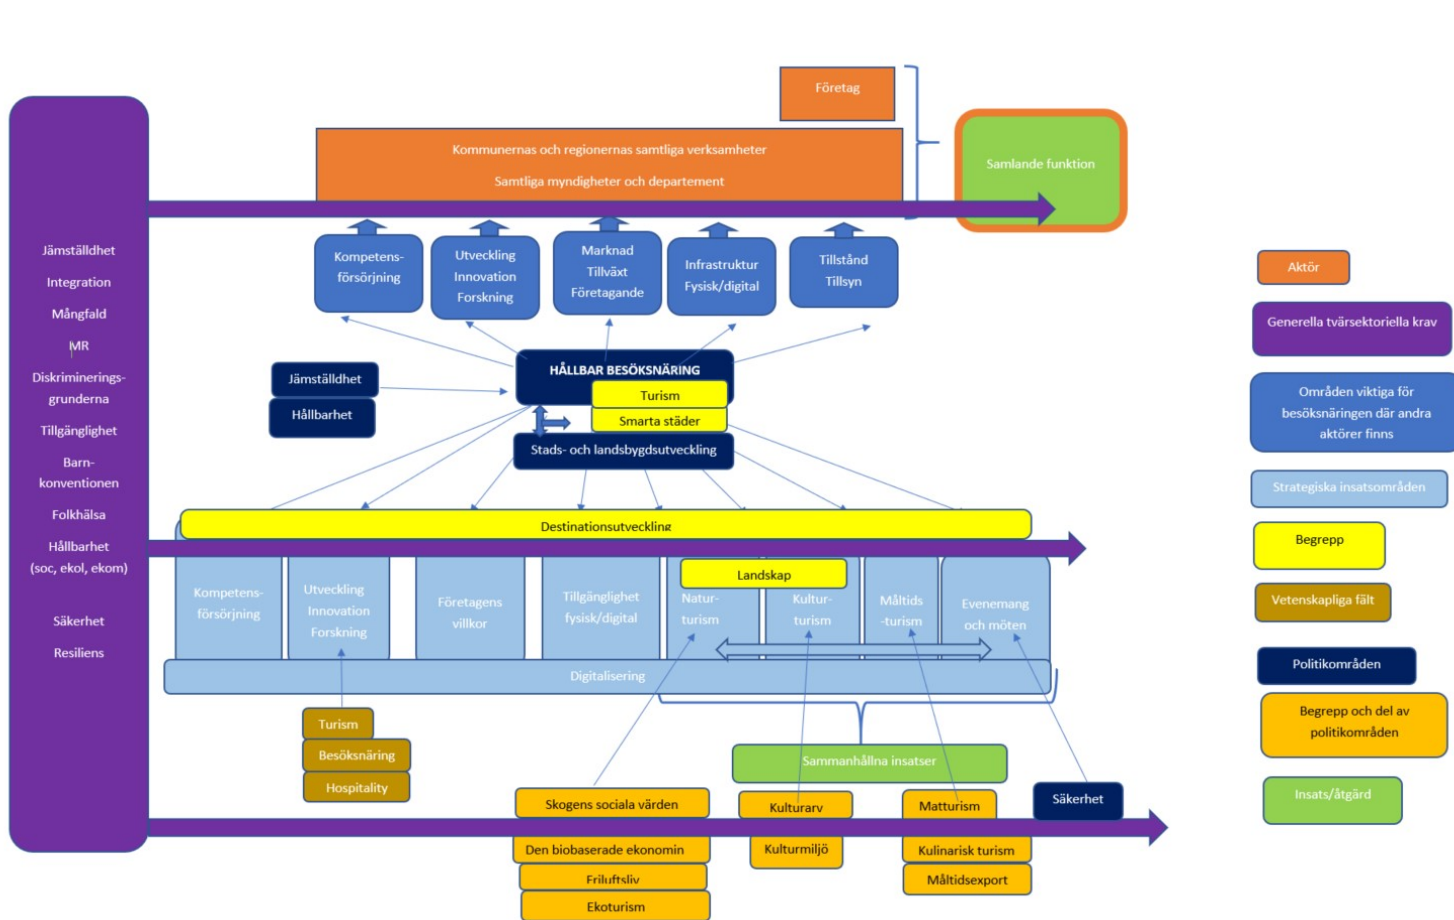 Företag
Kommunernas och regionernas samtliga verksamheter
Samtliga myndigheter och departement
Samlande funktion
Jämställdhet
Integration
Mångfald
MR
Diskriminerings-
grunderna
Tillgänglighet
Barn-
konventionen
Folkhälsa
Hållbarhet
(soc, ekol, ekom)
Säkerhet
Resiliens
Kompetens-
försörjning
Utveckling
Innovation
Forskning
Marknad
Tillväxt
Företagande
Infrastruktur
Fysisk/digital
Tillstånd
Tillsyn
HÅLLBAR BESÖKSNÄRING
Jämställdhet
Hållbarhet
Turism
Smarta städer
Stads- och landsbygdsutveckling
Destinationsutveckling
Landskap
Kompetens-
försörjning
Utveckling
Innovation
Forskning
Företagens
villkor
Tillgänglighet
fysisk/digital
Natur-
turism
Kultur-
turism
Måltids
-turism
Evenemang
och möten
Digitalisering
Turism
Besöksnäring
Hospitality
Sammanhållna insatser
Skogens sociala värden
Den biobaserade ekonomin
Friluftsliv
Ekoturism
Kulturarv
Kulturmiljö
Matturism
Kulinarisk turism
Måltidsexport
Säkerhet
Aktör
Generella tvärsektoriella krav
Områden viktiga för
besöksnäringen där andra
aktörer finns
Strategiska insatsområden
Begrepp
Vetenskapliga fält
Politikområden
Begrepp och del av
politikområden
Insats/åtgärd